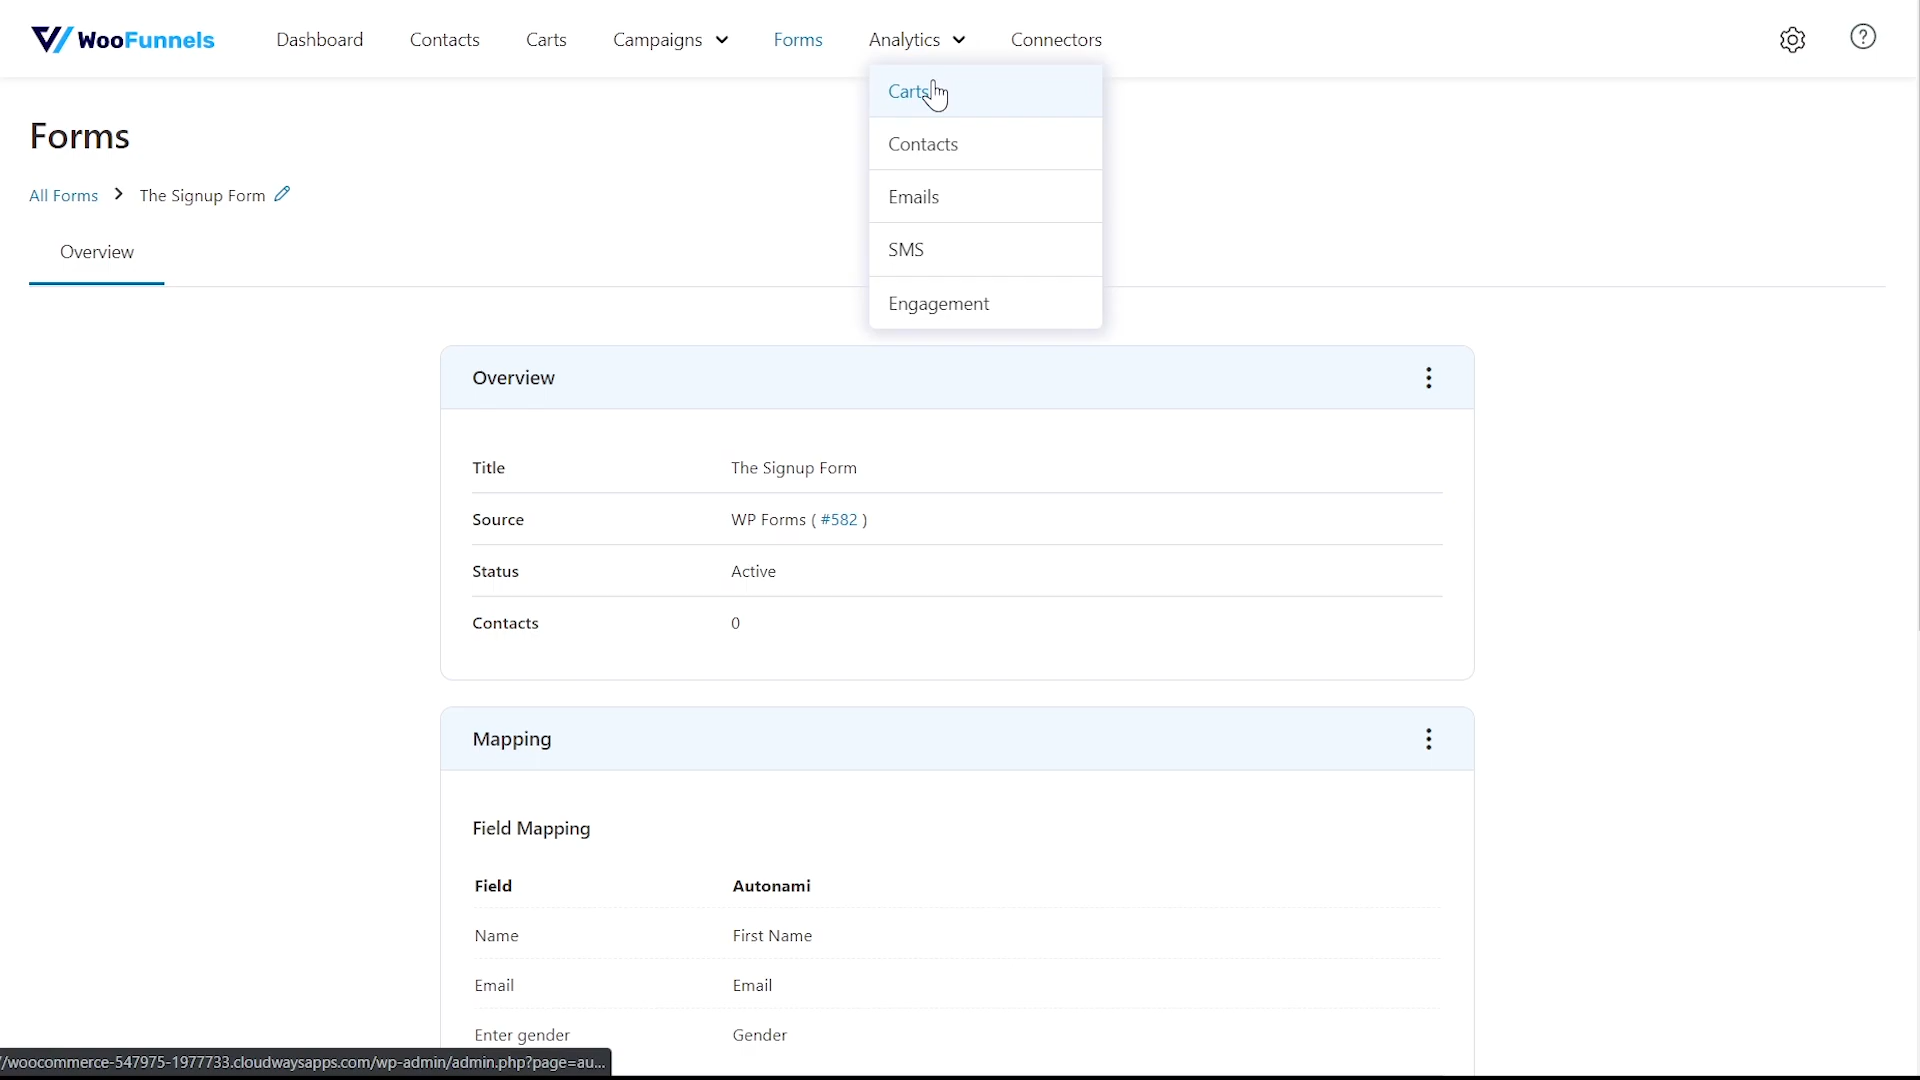 WooFunnels Dashboard Contacts Carts Campaigns Forms Analytics Connectors
Carts
Contacts
Emails
SMS
Engagement
Forms
All Forms > The Signup Form
Overview
Overview
Title The Signup Form
Source WP Forms ( #582 )
Status Active
Contacts 0
Mapping
Field Mapping
Field Autonami
Name First Name
Email Email
Enter gender Gender
/woocommerce-547975-1977733.cloudwaysapps.com/wp-admin/admin.php?page=au...